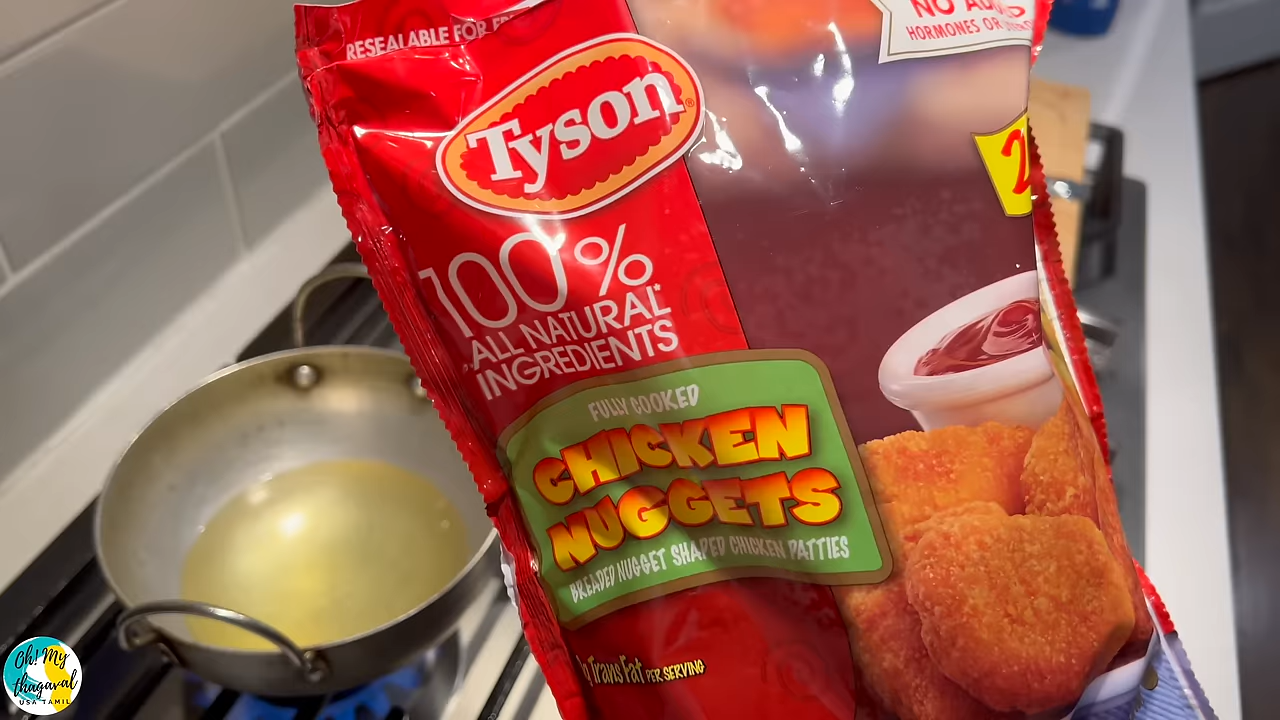 RESEALABLE FOR
NO
HORMONES OR
Tyson®
100%
ALL NATURAL*
INGREDIENTS
FULLY COOKED
CHICKEN
NUGGETS
BREADED NUGGET SHAPED CHICKEN PATTIES
Trans Fat PER SERVING
Oh! My
thagaval
USA TAMIL